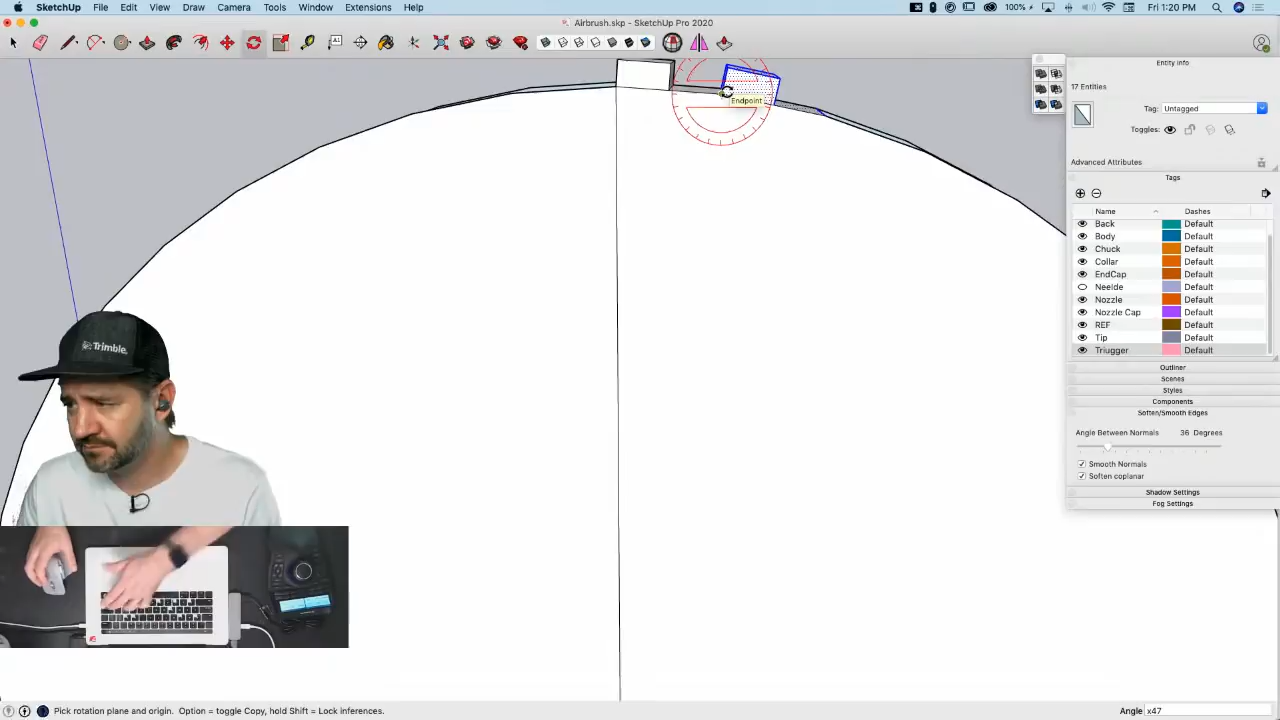 SketchUp File Edit View Draw Camera Tools Window Extensions Help 100% Fri 1:20 PM
Airbrush.skp - SketchUp Pro 2020
Entity Info
17 Entities
Tag: Untagged
Toggles:
Advanced Attributes
Tags
Name Dashes
Back Default
Body Default
Chuck Default
Collar Default
EndCap Default
Neelde Default
Nozzle Default
Nozzle Cap Default
REF Default
Tip Default
Triugger Default
Outliner
Scenes
Styles
Components
Soften/Smooth Edges
Angle Between Normals 36 Degrees
Smooth Normals
Soften coplanar
Shadow Settings
Fog Settings
Endpoint
Trimble
Pick rotation plane and origin. Option = toggle Copy, hold Shift = Lock inferences. Angle x47